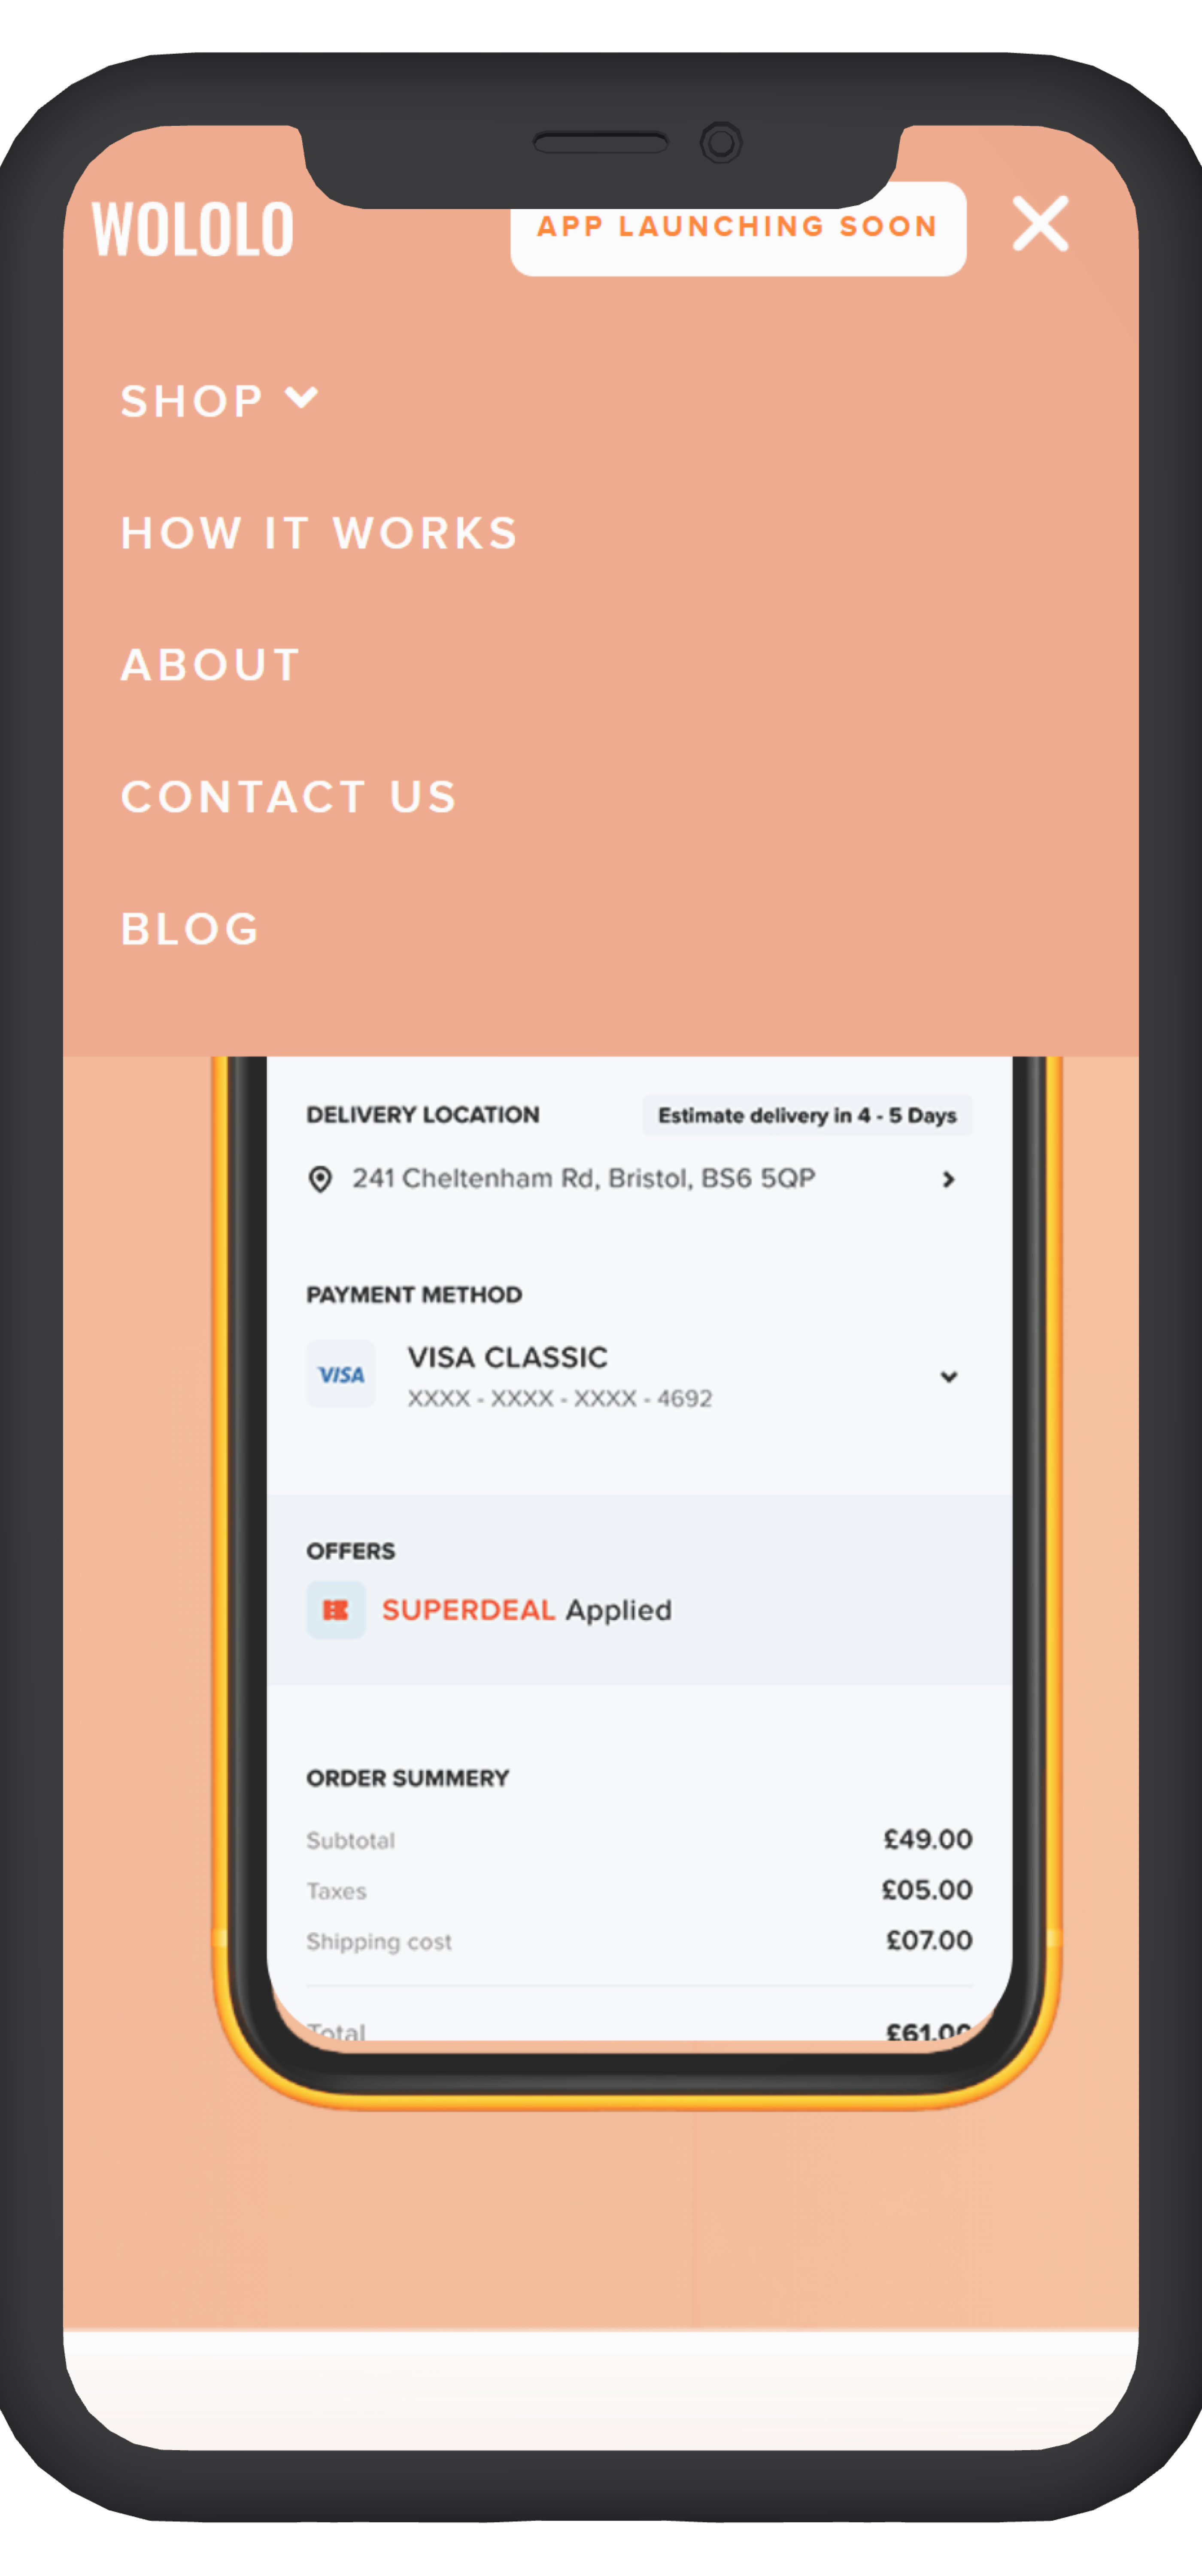 WOLOLO
APP LAUNCHING SOON
SHOP
HOW IT WORKS
ABOUT
CONTACT US
BLOG
DELIVERY LOCATION
Estimate delivery in 4 - 5 Days
241 Cheltenham Rd, Bristol, BS6 5QP
PAYMENT METHOD
VISA
VISA CLASSIC
XXXX - XXXX - XXXX - 4692
OFFERS
SUPERDEAL Applied
ORDER SUMMERY
Subtotal £49.00
Taxes £05.00
Shipping cost £07.00
Total £61.00